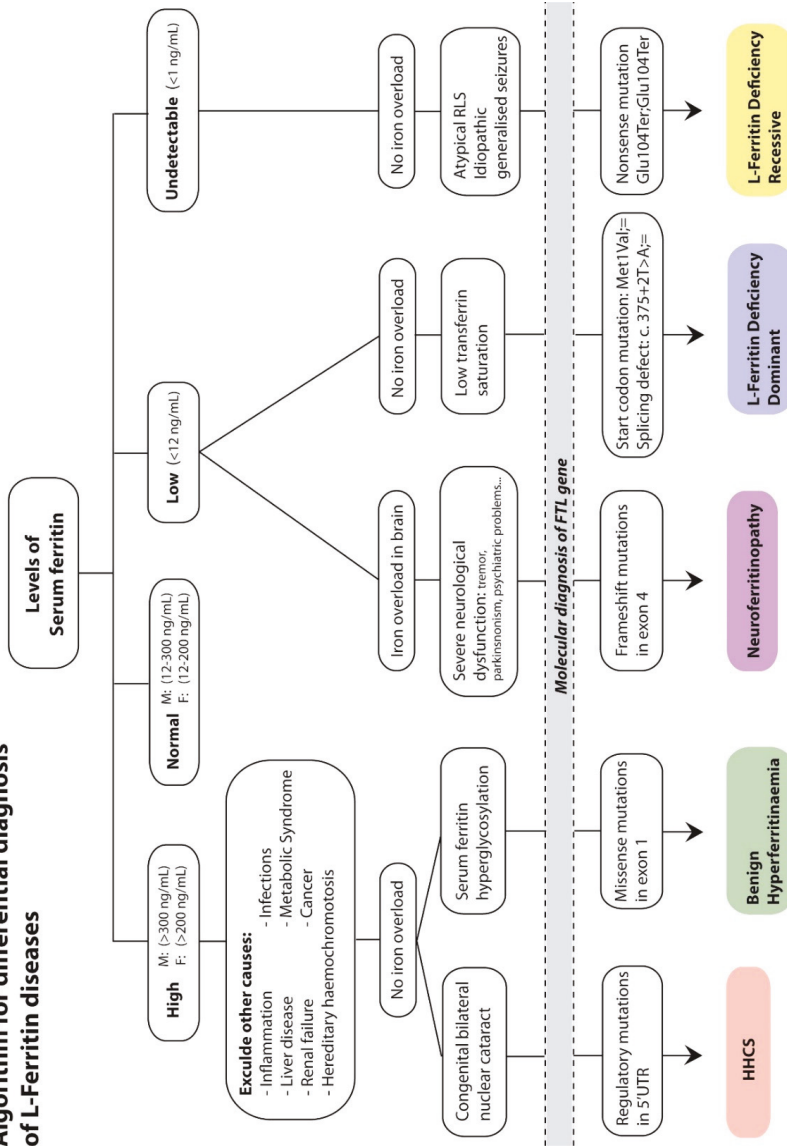 Algorithm for differential diagnosis
of L-Ferritin diseases
Levels of
Serum ferritin
High M: (>300 ng/mL)
F: (>200 ng/mL)
Normal M: (12-300 ng/mL)
F: (12-200 ng/mL)
Low (<12 ng/mL)
Undetectable (<1 ng/mL)
Exculde other causes:
- Inflammation - Infections
- Liver disease - Metabolic Syndrome
- Renal failure - Cancer
- Hereditary haemochromotosis
No iron overload
Iron overload in brain
No iron overload
No iron overload
Congenital bilateral
nuclear cataract
Serum ferritin
hyperglycosylation
Severe neurological
dysfunction: tremor,
parkinsnonism, psychiatric problems...
Low transferrin
saturation
Atypical RLS
Idiopathic
generalised seizures
Molecular diagnosis of FTL gene
Regulatory mutations
in 5'UTR
Missense mutations
in exon 1
Frameshift mutations
in exon 4
Start codon mutation: Met1Val;=
Splicing defect: c. 375+2T>A;=
Nonsense mutation
Glu104Ter;Glu104Ter
HHCS
Benign
Hyperferritinaemia
Neuroferritinopathy
L-Ferritin Deficiency
Dominant
L-Ferritin Deficiency
Recessive